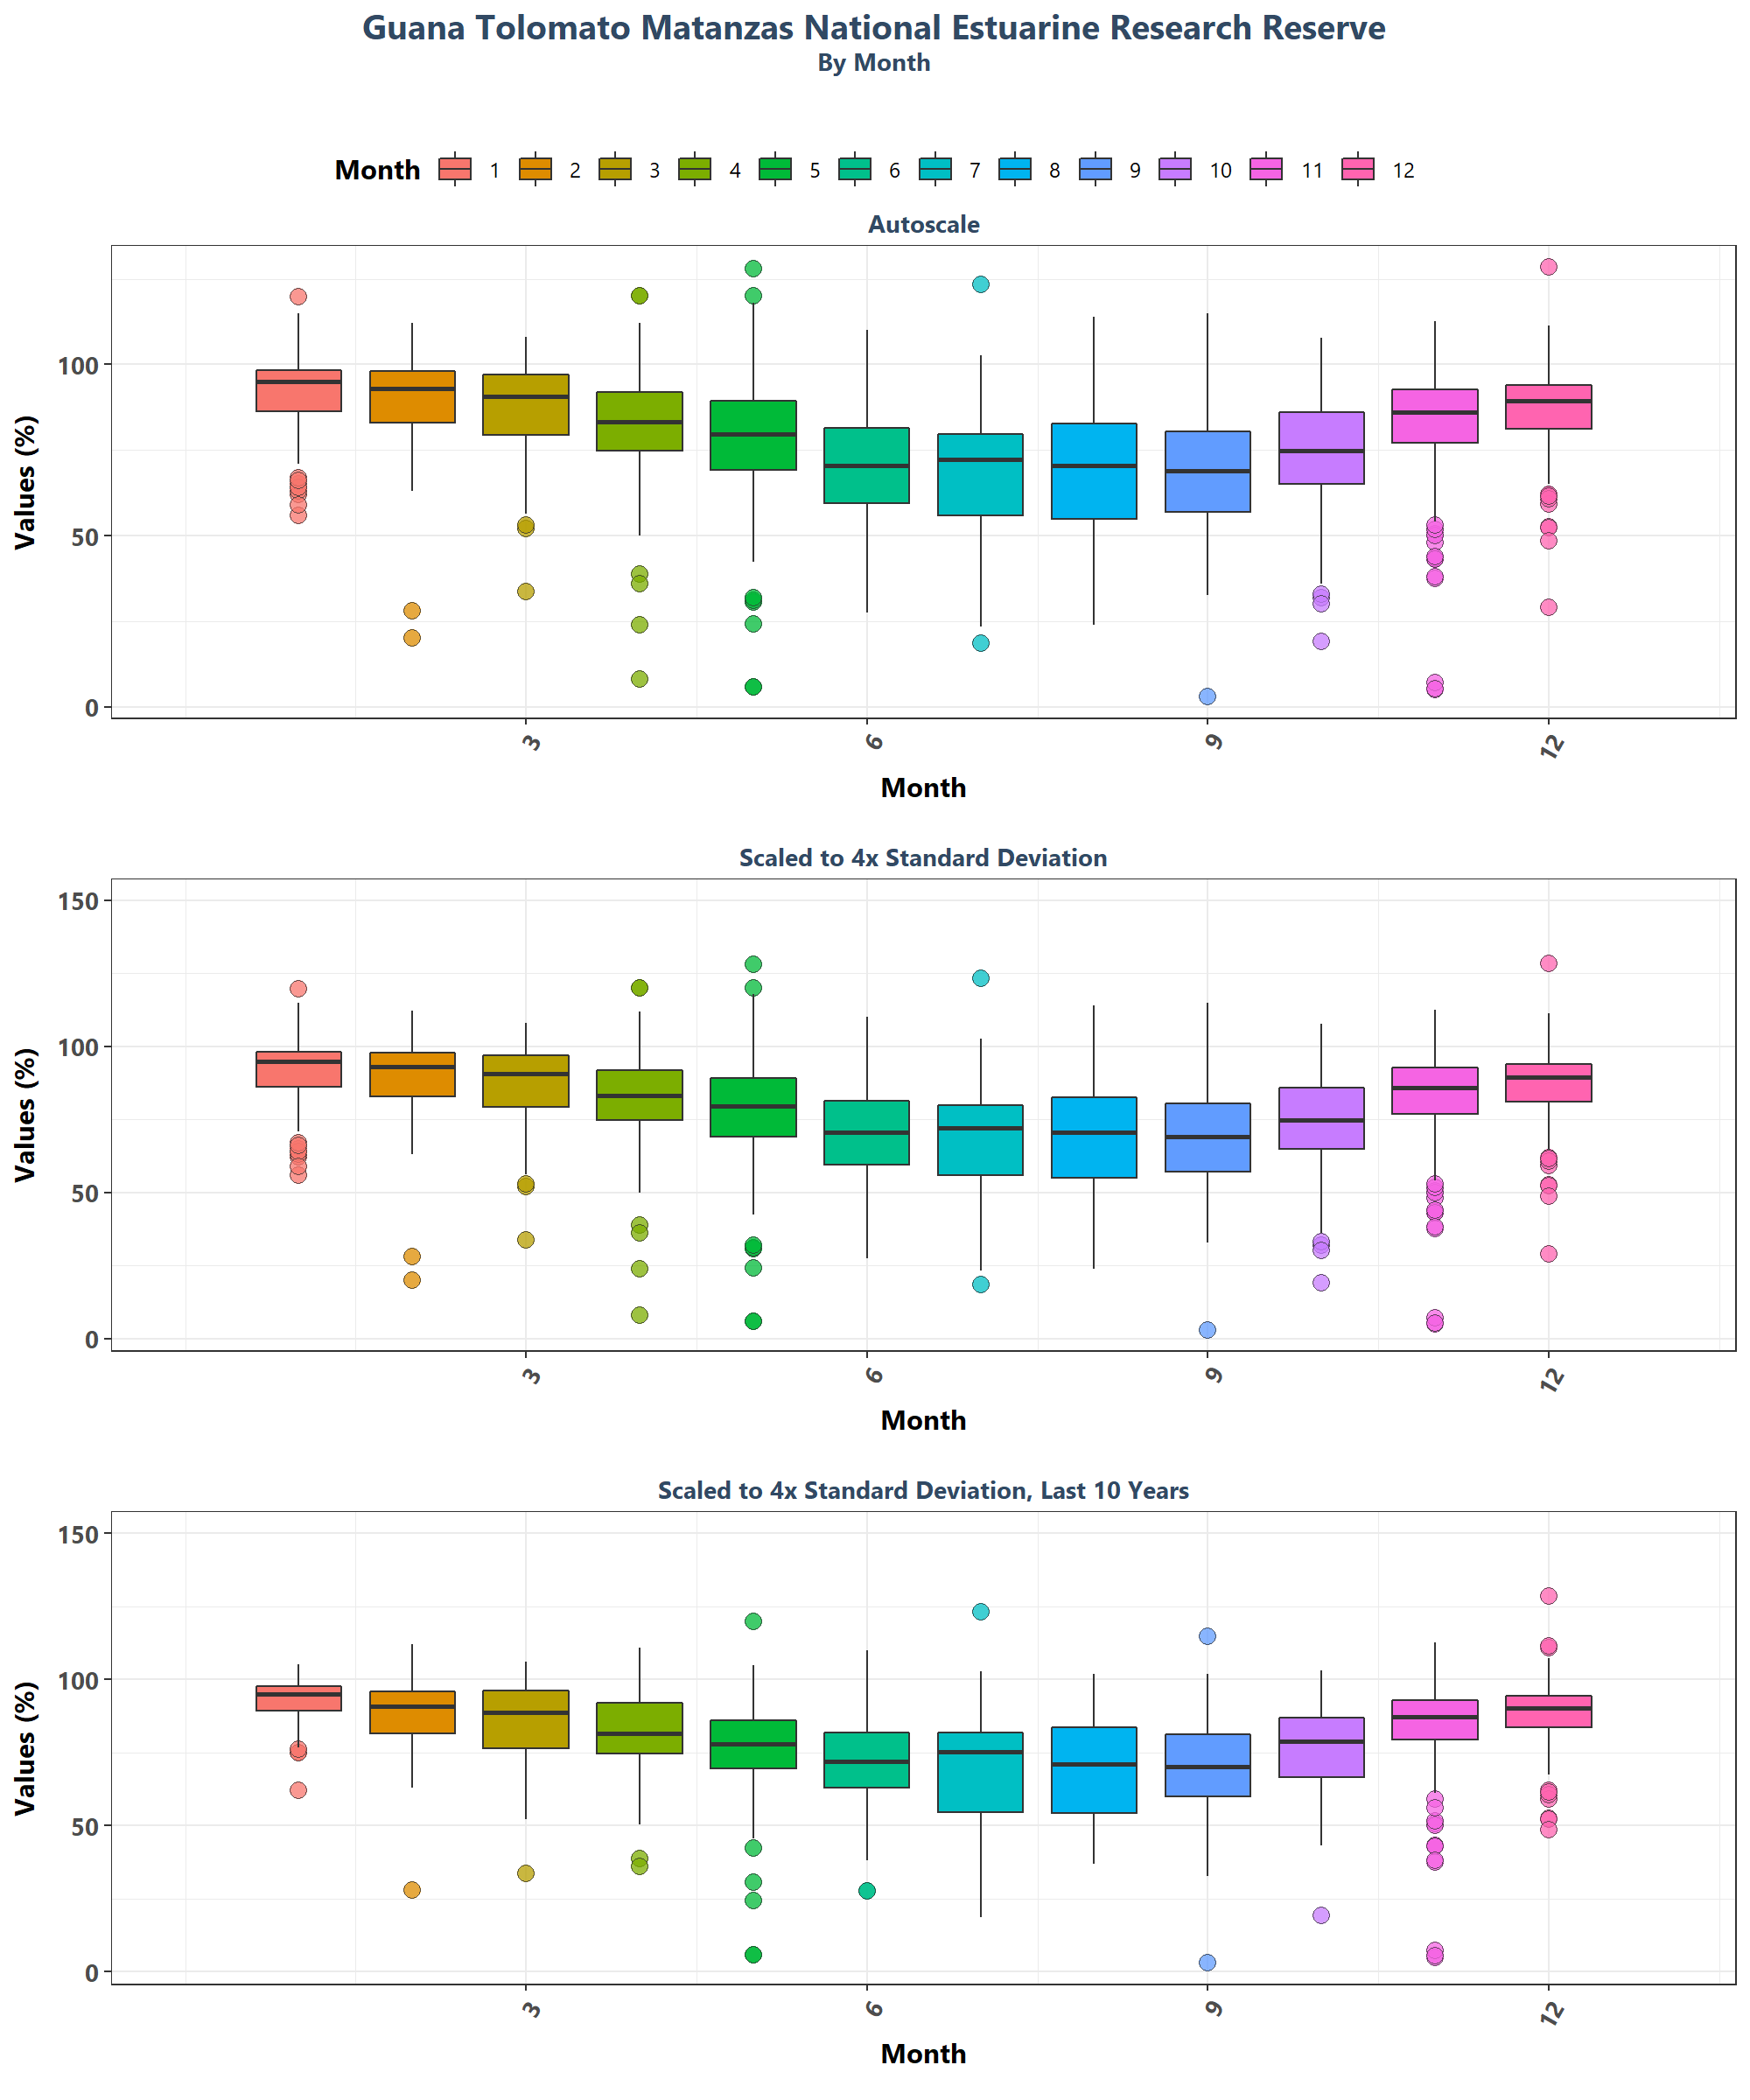 Guana Tolomato Matanzas National Estuarine Research Reserve
By Month
Month 1 2 3 4 5 6 7 8 9 10 11 12
Autoscale
Values (%)
100
50
0
3 6 9 12
Month
Scaled to 4x Standard Deviation
Values (%)
150
100
50
0
3 6 9 12
Month
Scaled to 4x Standard Deviation, Last 10 Years
Values (%)
150
100
50
0
3 6 9 12
Month